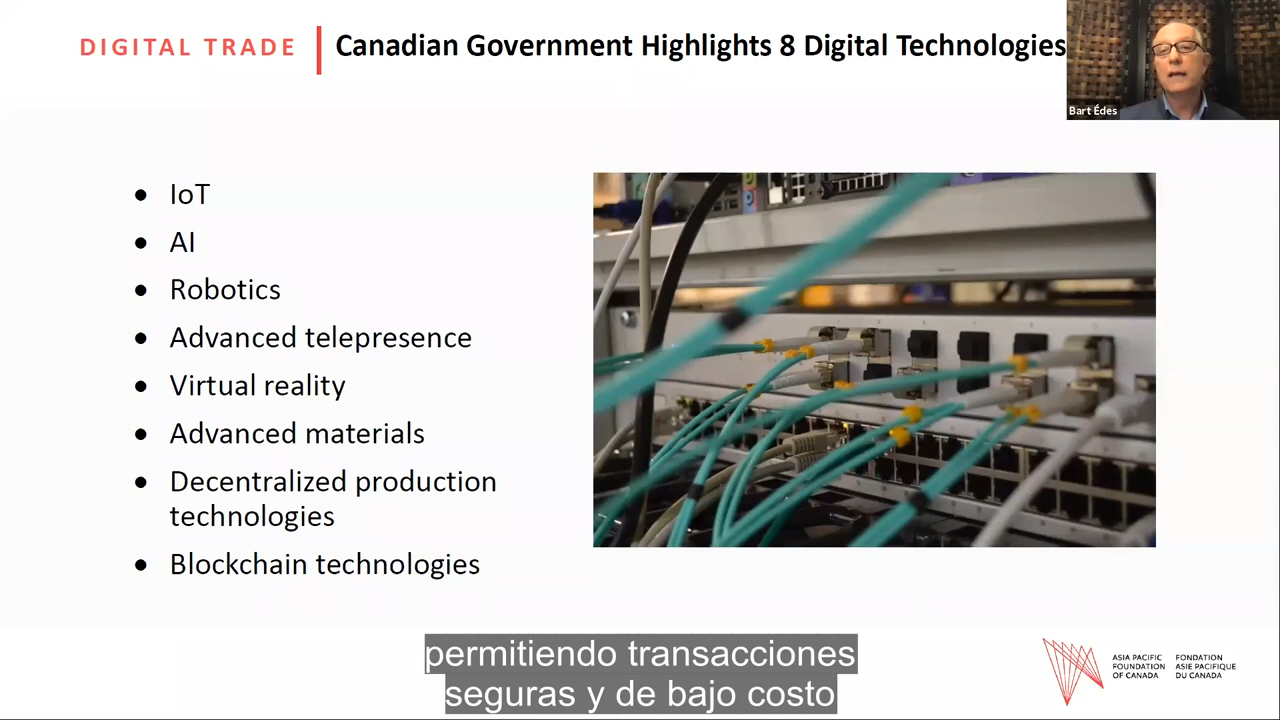 DIGITAL TRADE
Canadian Government Highlights 8 Digital Technologies
Bart Édes
• IoT
• AI
• Robotics
• Advanced telepresence
• Virtual reality
• Advanced materials
• Decentralized production
technologies
• Blockchain technologies
permitiendo transacciones
seguras y de bajo costo
ASIA PACIFIC
FOUNDATION
OF CANADA
FONDATION
ASIE PACIFIQUE
DU CANADA